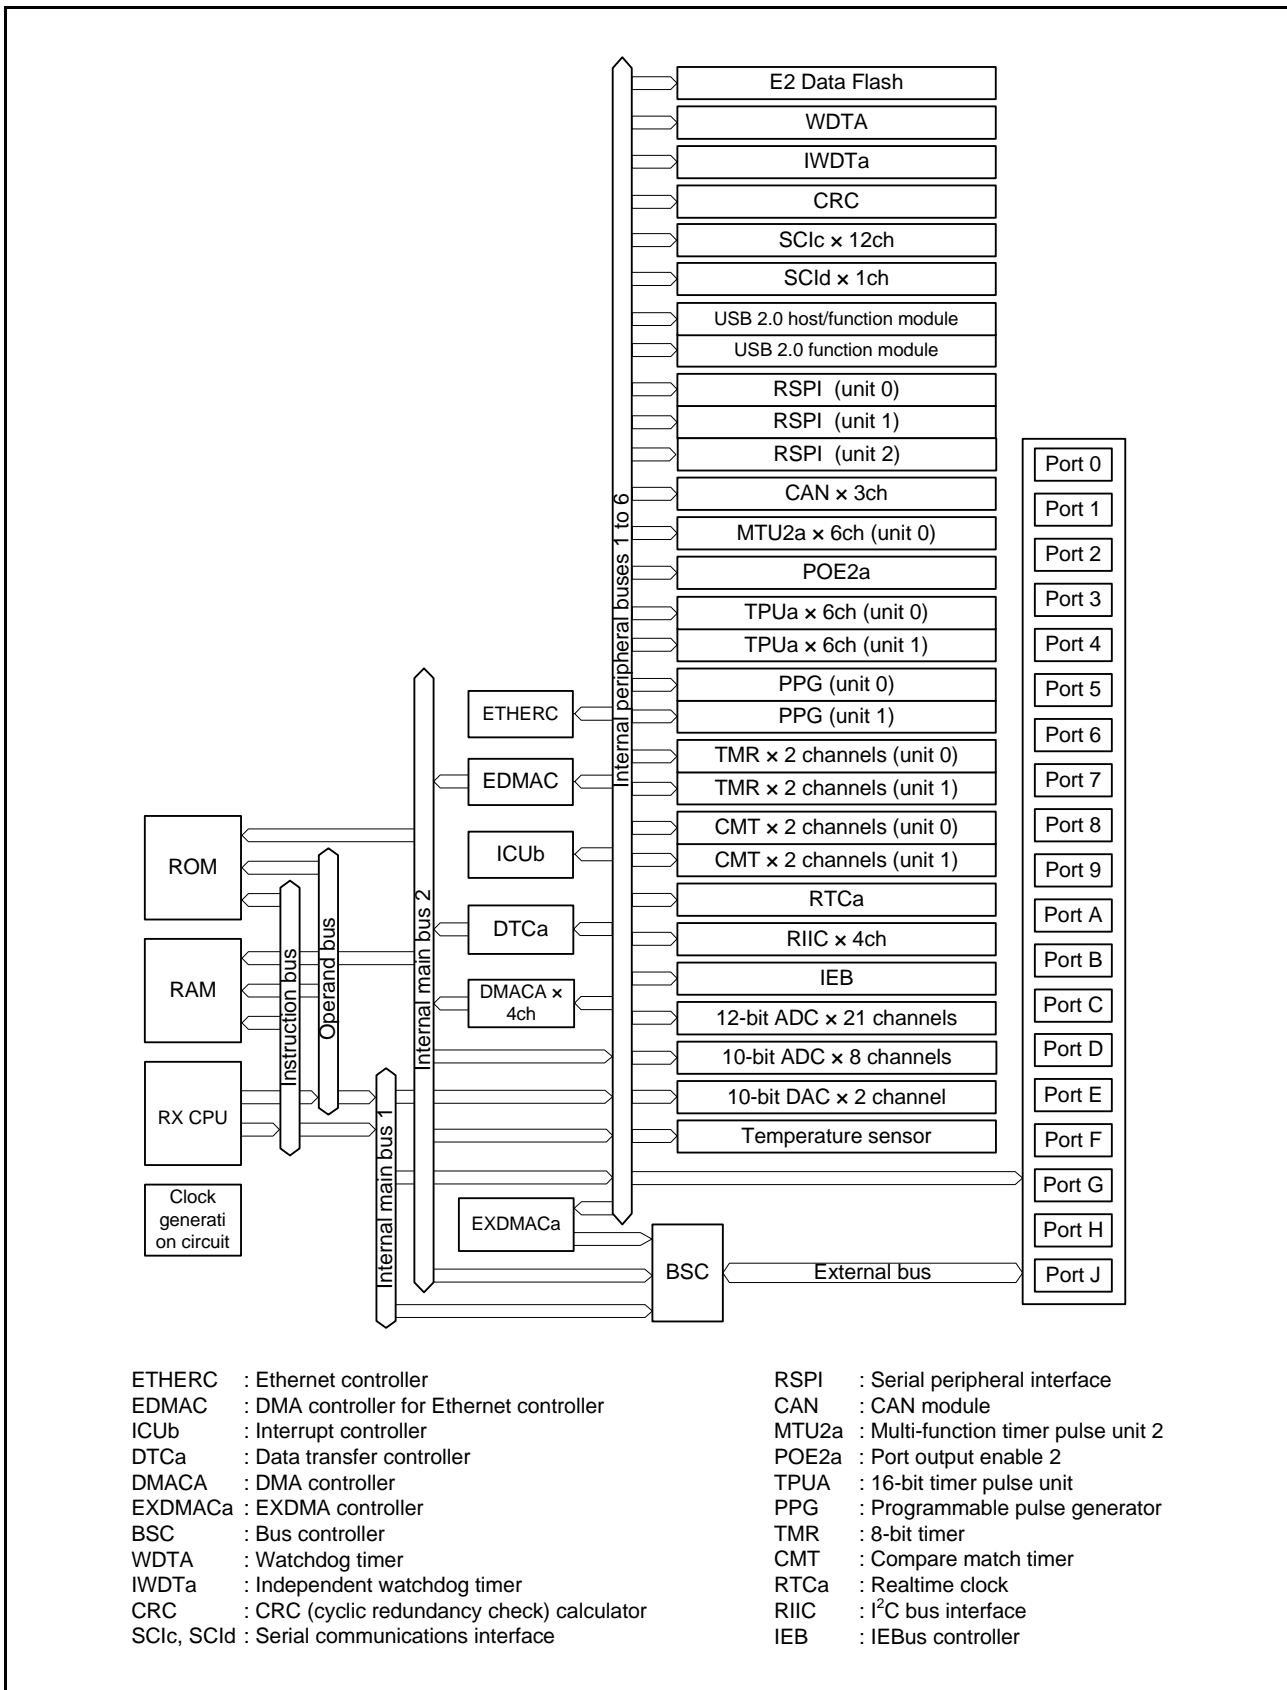 E2 Data Flash
WDTA
IWDTa
CRC
SCIc × 12ch
SCId × 1ch
USB 2.0 host/function module
USB 2.0 function module
RSPI (unit 0)
RSPI (unit 1)
RSPI (unit 2)
CAN × 3ch
MTU2a × 6ch (unit 0)
POE2a
TPUa × 6ch (unit 0)
TPUa × 6ch (unit 1)
PPG (unit 0)
PPG (unit 1)
TMR × 2 channels (unit 0)
TMR × 2 channels (unit 1)
CMT × 2 channels (unit 0)
CMT × 2 channels (unit 1)
RTCa
RIIC × 4ch
IEB
12-bit ADC × 21 channels
10-bit ADC × 8 channels
10-bit DAC × 2 channel
Temperature sensor
Port 0
Port 1
Port 2
Port 3
Port 4
Port 5
Port 6
Port 7
Port 8
Port 9
Port A
Port B
Port C
Port D
Port E
Port F
Port G
Port H
Port J
Internal peripheral buses 1 to 6
ETHERC
EDMAC
ICUb
DTCa
DMACA ×
4ch
Internal main bus 2
ROM
RAM
RX CPU
Clock
generati
on circuit
Instruction bus
Operand bus
Internal main bus 1
EXDMACa
BSC
External bus
ETHERC : Ethernet controller
EDMAC : DMA controller for Ethernet controller
ICUb : Interrupt controller
DTCa : Data transfer controller
DMACA : DMA controller
EXDMACa : EXDMA controller
BSC : Bus controller
WDTA : Watchdog timer
IWDTa : Independent watchdog timer
CRC : CRC (cyclic redundancy check) calculator
SCIc, SCId : Serial communications interface
RSPI : Serial peripheral interface
CAN : CAN module
MTU2a : Multi-function timer pulse unit 2
POE2a : Port output enable 2
TPUA : 16-bit timer pulse unit
PPG : Programmable pulse generator
TMR : 8-bit timer
CMT : Compare match timer
RTCa : Realtime clock
RIIC : I²C bus interface
IEB : IEBus controller